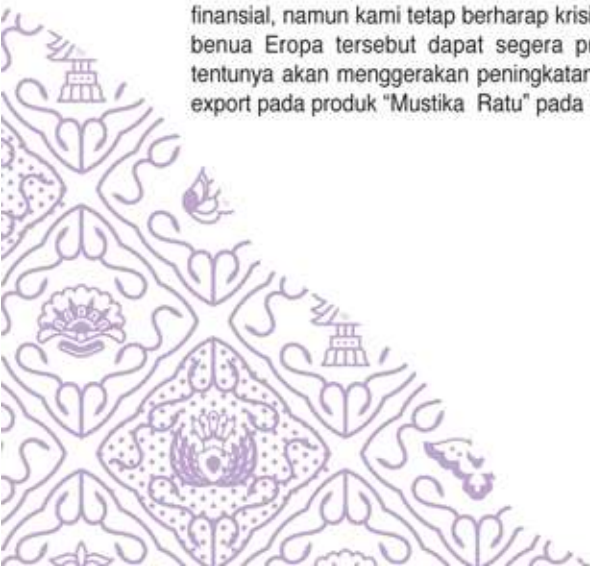 finansial, namun kami tetap berharap krisi
benua Eropa tersebut dapat segera p
tentunya akan menggerakan peningkatan
export pada produk “Mustika Ratu” pada